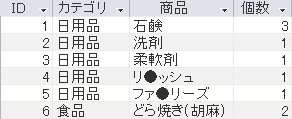 ID カテゴリ 商品 個数
1 日用品 石鹸 3
2 日用品 洗剤 1
3 日用品 柔軟剤 1
4 日用品 リ●ッシュ 1
5 日用品 ファ●リーズ 1
6 食品 どら焼き(胡麻) 2